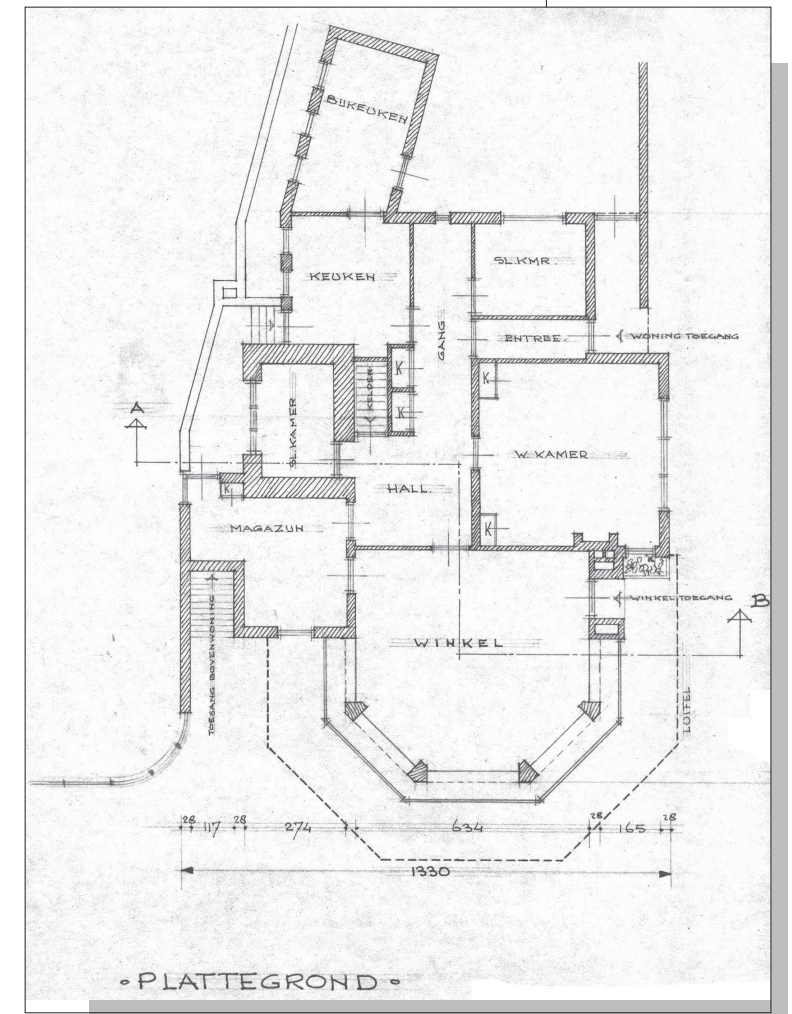 BIJKEUKEN
KEUKEN
SL.KMR.
GANG
ENTREE.
WONING TOEGANG
K
KELDER
K
K
SL.KAMER
A
W. KAMER
HALL.
K
K
MAGAZIJN
WINKEL TOEGANG
B
TOEGANG BOVENWONING
WINKEL
LUIFEL
28 117 28 274 634 28 165 28
1330
• PLATTEGROND •